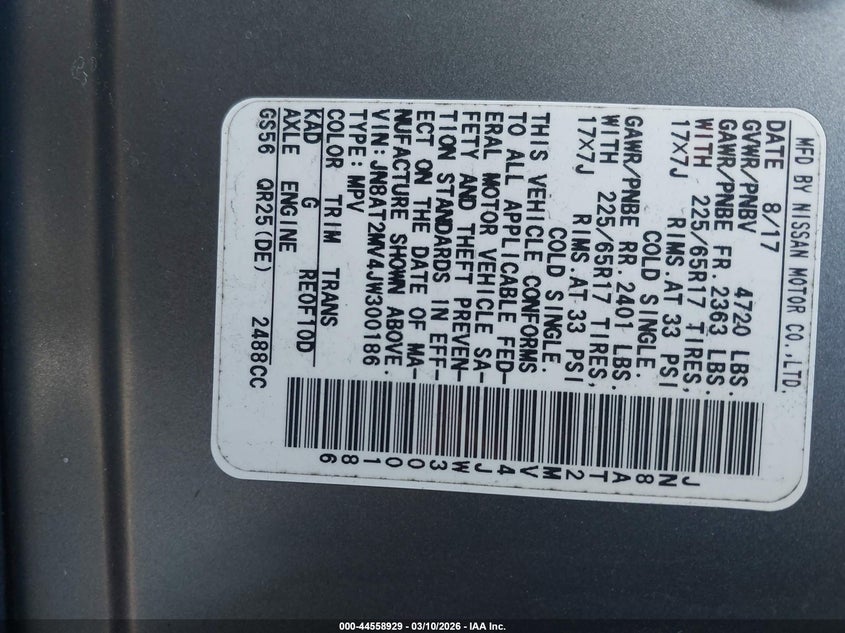 MFD BY NISSAN MOTOR CO.,LTD.
DATE 8/17
GVWR/PNBV 4720 LBS.
GAWR/PNBE FR.2363 LBS.
WITH 225/65R17 TIRES,
17X7J RIMS.AT 33 PSI
COLD SINGLE.
GAWR/PNBE RR.2401 LBS.
WITH 225/65R17 TIRES,
17X7J RIMS.AT 33 PSI
COLD SINGLE.
THIS VEHICLE CONFORMS
TO ALL APPLICABLE FED-
ERAL MOTOR VEHICLE SA-
FETY AND THEFT PREVEN-
TION STANDARDS IN EFF-
ECT ON THE DATE OF MA-
NUFACTURE SHOWN ABOVE.
VIN:JN8AT2MV4JW300186
TYPE:MPV
COLOR TRIM TRANS
KAD G RE0F10D
AXLE ENGINE
GS56 QR25(DE) 2488CC
JN8AT2MV4JW300186
000-44558929 — 03/10/2026 — IAA Inc.